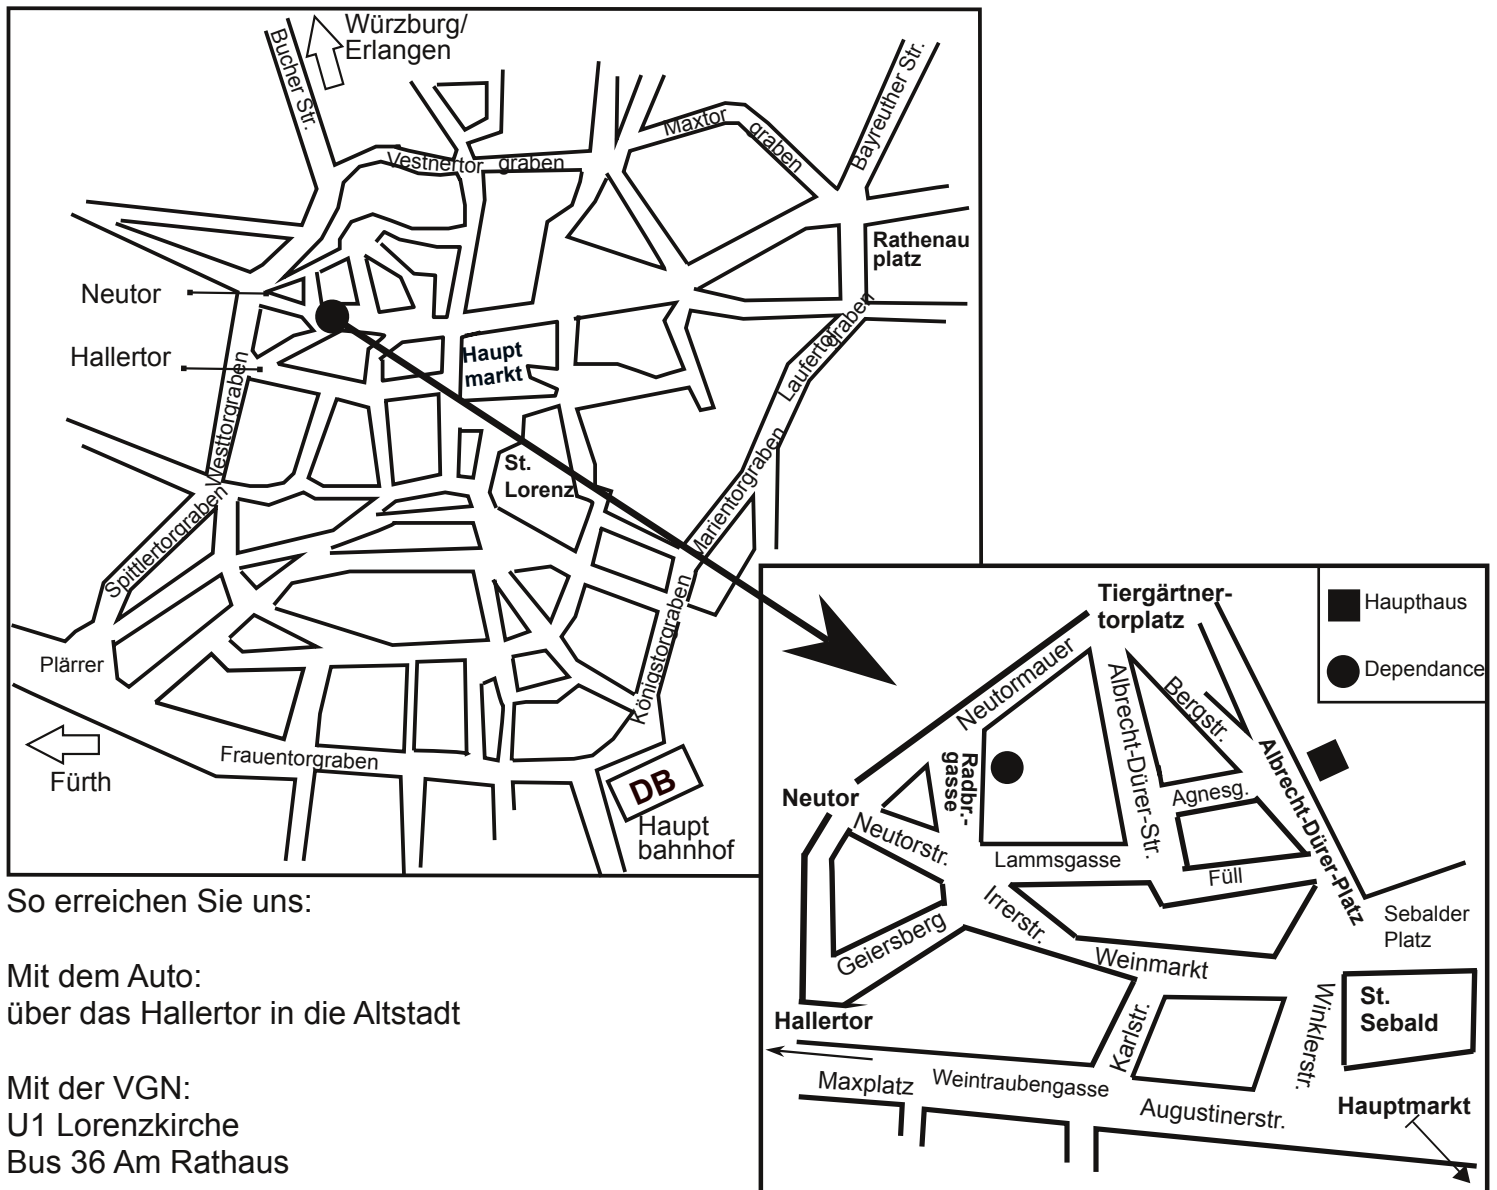 Würzburg/
Erlangen
Bucher Str.
Vestnertor graben
Maxtor graben
Bayreuther Str.
Rathenau
platz
Neutor
Hallertor
Westtorgraben
Haupt
markt
Laufertorgraben
St.
Lorenz
Marientorgraben
Spittlertorgraben
Königstorgraben
Plärrer
Frauentorgraben
Fürth
DB
Haupt
bahnhof
So erreichen Sie uns:
Mit dem Auto:
über das Hallertor in die Altstadt
Mit der VGN:
U1 Lorenzkirche
Bus 36 Am Rathaus
Tiergärtner-
torplatz
Haupthaus
Dependance
Neutormauer
Albrecht-Dürer-Str.
Bergstr.
Radbr.-
gasse
Albrecht-Dürer-Platz
Neutor
Agnesg.
Neutorstr.
Lammsgasse
Füll
Irrerstr.
Sebalder
Platz
Geiersberg
Weinmarkt
St.
Sebald
Winklerstr.
Hallertor
Karlstr.
Maxplatz
Weintraubengasse
Augustinerstr.
Hauptmarkt